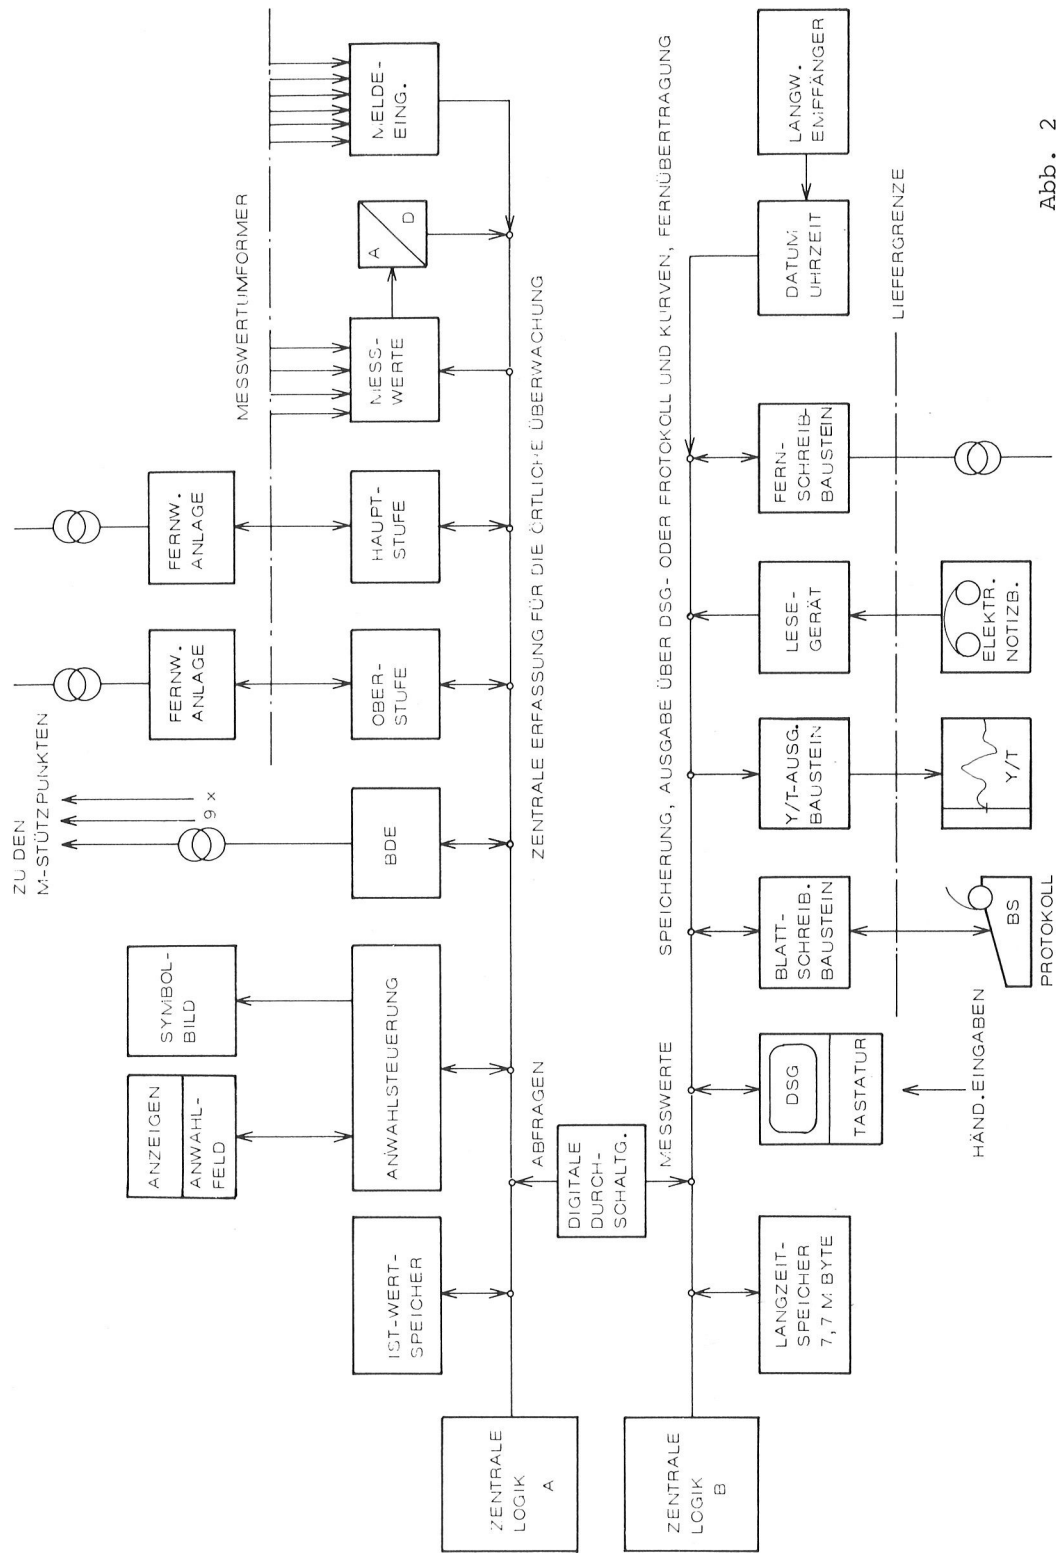 ZU DEN
M-STÜTZPUNKTEN
9 x
MESSWERTUMFORMER
ANZEIGEN
ANWAHL-
FELD
SYMBOL-
BILD
FERNW.
ANLAGE
FERNW.
ANLAGE
IST-WERT-
SPEICHER
ANWAHLSTEUERUNG
BDE
OBER-
STUFE
HAUPT-
STUFE
MESS-
WERTE
A
D
MELDE-
EING.
ZENTRALE
LOGIK
A
ABFRAGEN
ZENTRALE ERFASSUNG FÜR DIE ÖRTLICHE ÜBERWACHUNG
DIGITALE
DURCH-
SCHALTG.
ZENTRALE
LOGIK
B
MESSWERTE
SPEICHERUNG, AUSGABE ÜBER DSG- ODER PROTOKOLL UND KURVEN, FERNÜBERTRAGUNG
LANGZEIT-
SPEICHER
7,7 M BYTE
DSG
TASTATUR
BLATT-
SCHREIB.
BAUSTEIN
Y/T-AUSG.
BAUSTEIN
LESE-
GERÄT
FERN-
SCHREIB-
BAUSTEIN
DATUM
UHRZEIT
LANGW.
EMPFÄNGER
LIEFERGRENZE
HÄND.EINGABEN
BS
PROTOKOLL
Y/T
ELEKTR.
NOTIZB.
Abb. 2